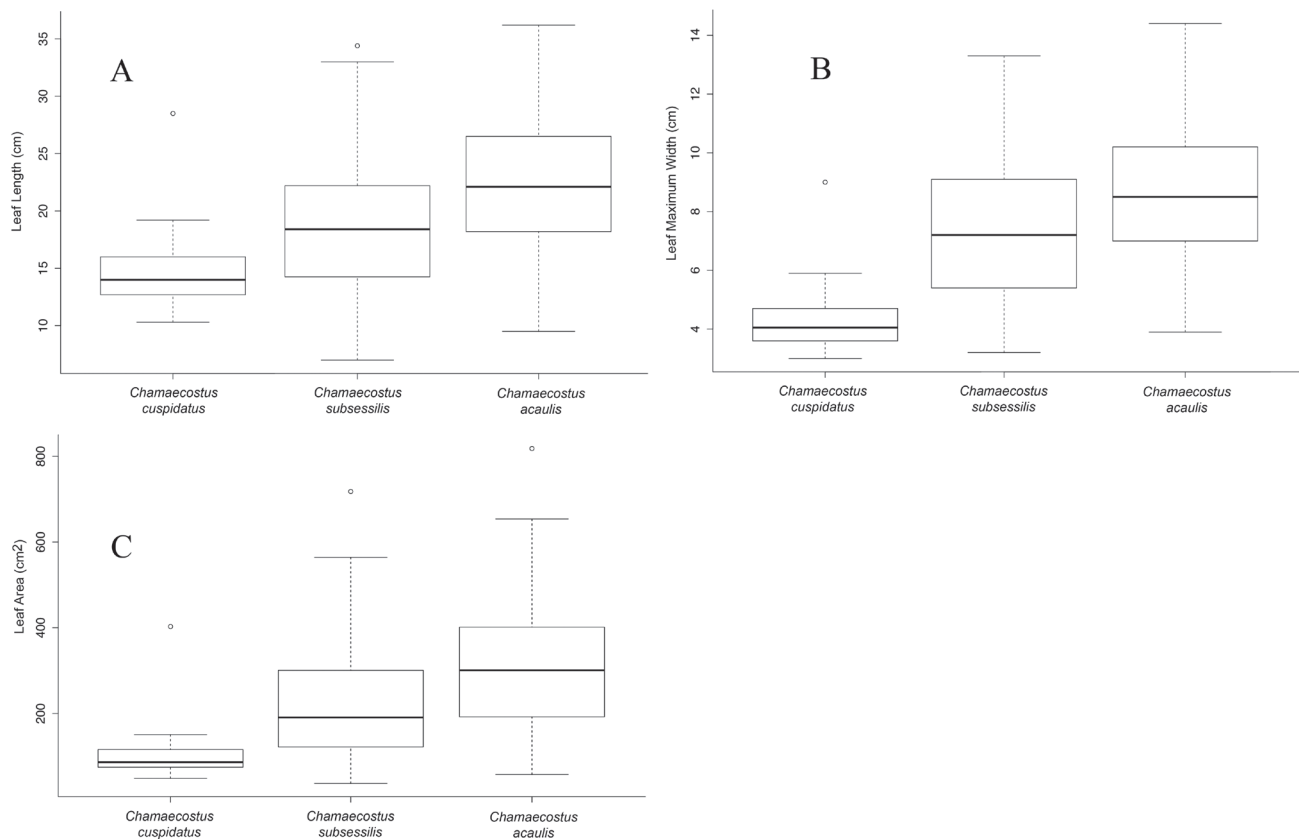 A
Leaf Length (cm)
35
30
25
20
15
10
Chamaecostus
cuspidatus
Chamaecostus
subsessilis
Chamaecostus
acaulis
B
Leaf Maximum Width (cm)
14
12
10
8
6
4
Chamaecostus
cuspidatus
Chamaecostus
subsessilis
Chamaecostus
acaulis
C
Leaf Area (cm2)
800
600
400
200
Chamaecostus
cuspidatus
Chamaecostus
subsessilis
Chamaecostus
acaulis